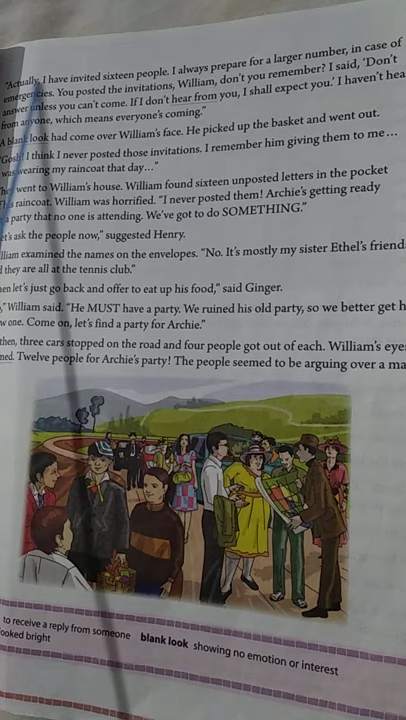 "Actually, I have invited sixteen people. I always prepare for a larger number, in case of
emergencies. You posted the invitations, William, don't you remember? I said, 'Don't
answer unless you can't come. If I don't hear from you, I shall expect you.' I haven't hea
from anyone, which means everyone's coming."
A blank look had come over William's face. He picked up the basket and went out.
"Gosh! I think I never posted those invitations. I remember him giving them to me…
was wearing my raincoat that day…"
They went to William's house. William found sixteen unposted letters in the pocket
his raincoat. William was horrified. "I never posted them! Archie's getting ready
a party that no one is attending. We've got to do SOMETHING."
et's ask the people now," suggested Henry.
lliam examined the names on the envelopes. "No. It's mostly my sister Ethel's friend
d they are all at the tennis club."
en let's just go back and offer to eat up his food," said Ginger.
," William said. "He MUST have a party. We ruined his old party, so we better get h
w one. Come on, let's find a party for Archie."
then, three cars stopped on the road and four people got out of each. William's eye
ned. Twelve people for Archie's party! The people seemed to be arguing over a ma
to receive a reply from someone blank look showing no emotion or interest
ooked bright